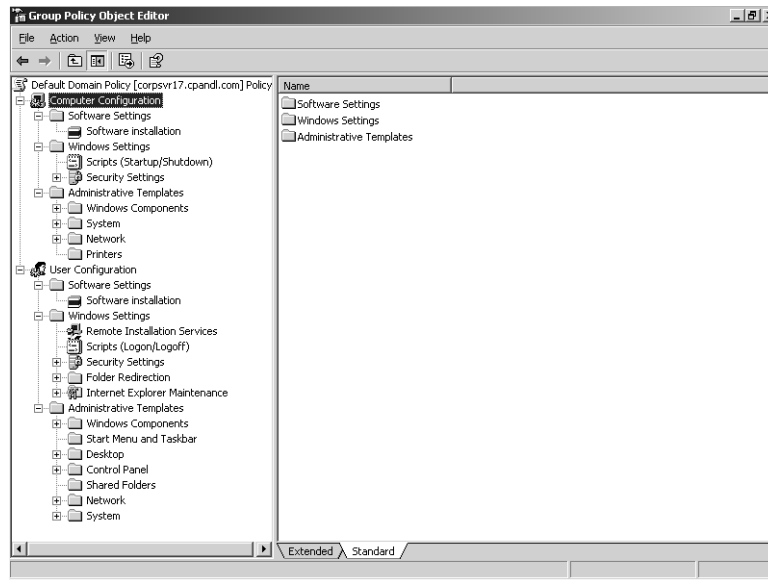 Group Policy Object Editor
File Action View Help
Default Domain Policy [corpsvr17.cpandl.com] Policy
Computer Configuration
Software Settings
Software installation
Windows Settings
Scripts (Startup/Shutdown)
Security Settings
Administrative Templates
Windows Components
System
Network
Printers
User Configuration
Software Settings
Software installation
Windows Settings
Remote Installation Services
Scripts (Logon/Logoff)
Security Settings
Folder Redirection
Internet Explorer Maintenance
Administrative Templates
Windows Components
Start Menu and Taskbar
Desktop
Control Panel
Shared Folders
Network
System
Name
Software Settings
Windows Settings
Administrative Templates
Extended Standard